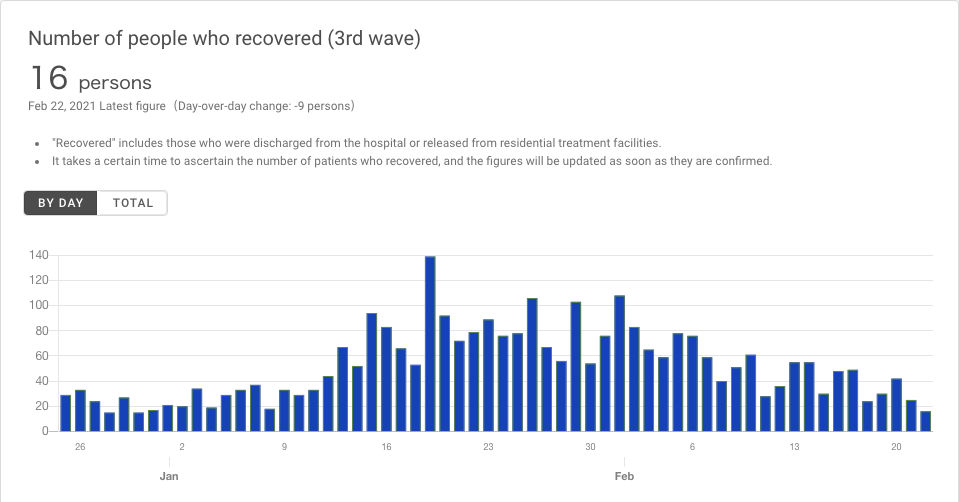 Number of people who recovered (3rd wave)
16 persons
Feb 22, 2021 Latest figure（Day-over-day change: -9 persons）
• "Recovered" includes those who were discharged from the hospital or released from residential treatment facilities.
• It takes a certain time to ascertain the number of patients who recovered, and the figures will be updated as soon as they are confirmed.
BY DAY TOTAL
140
120
100
80
60
40
20
0
26 2 9 16 23 30 6 13 20
Jan Feb